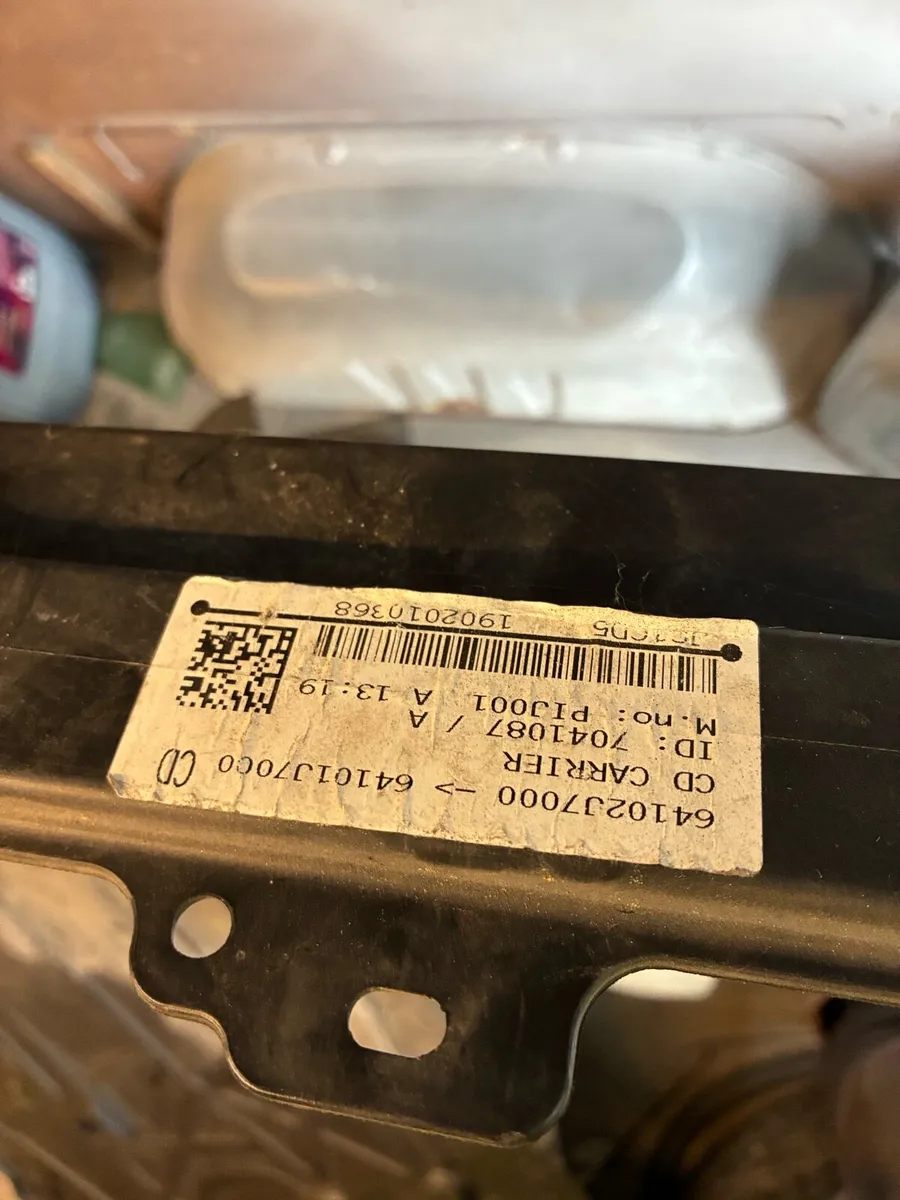 64102J7000 -> 64101J7000 CD
CD CARRIER
ID: 7041087 / A
M.no: PIJ001 A 13:19
1902010368